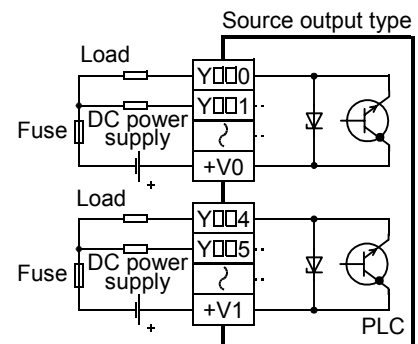 Source output type
Load
Y□□0
Y□□1
Fuse
DC power
supply
+V0
+
Load
Y□□4
Y□□5
Fuse
DC power
supply
+V1
+
PLC